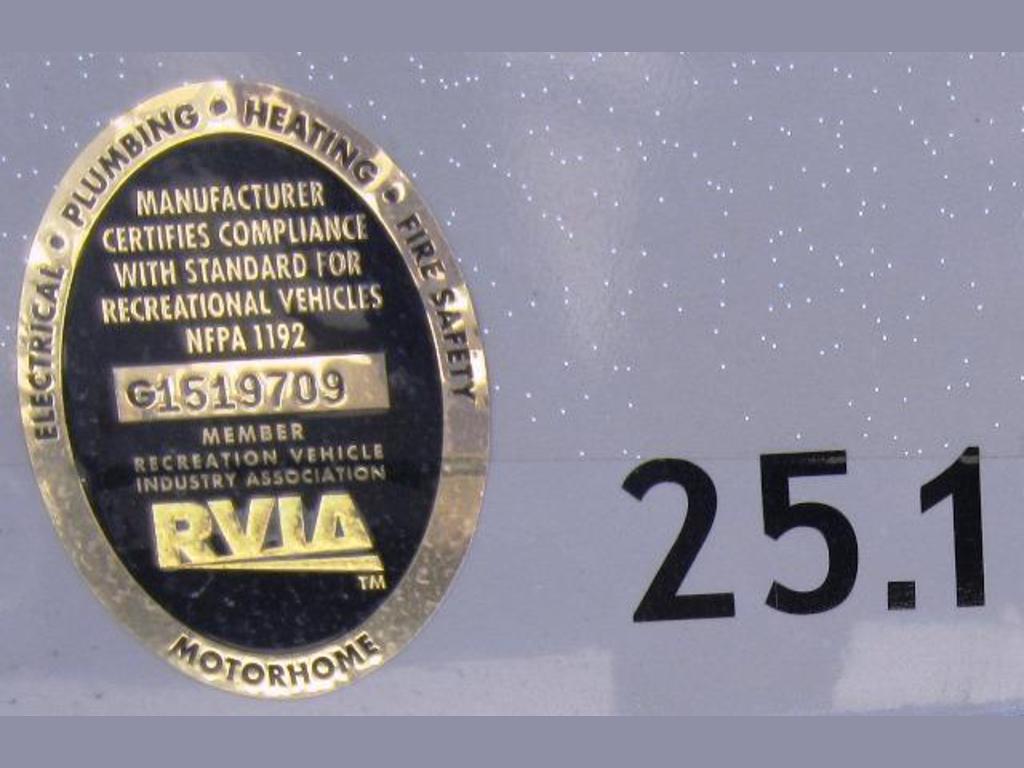 ELECTRICAL • PLUMBING • HEATING • FIRE SAFETY
MANUFACTURER
CERTIFIES COMPLIANCE
WITH STANDARD FOR
RECREATIONAL VEHICLES
NFPA 1192
G1519709
MEMBER
RECREATION VEHICLE
INDUSTRY ASSOCIATION
RVIA
TM
MOTORHOME
25.1